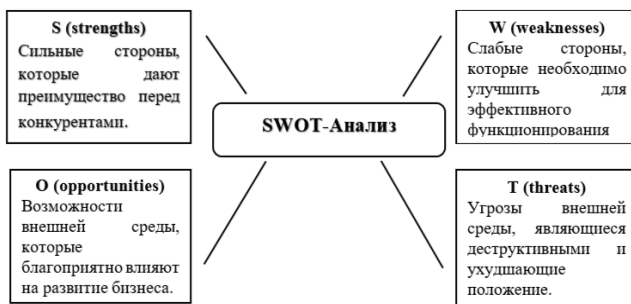 S (strengths)
Сильные стороны,
которые дают
преимущество перед
конкурентами.
W (weaknesses)
Слабые стороны,
которые необходимо
улучшить для
эффективного
функционирования
SWOT-Анализ
O (opportunities)
Возможности
внешней среды,
которые
благоприятно влияют
на развитие бизнеса.
T (threats)
Угрозы внешней
среды, являющиеся
деструктивными и
ухудшающие
положение.